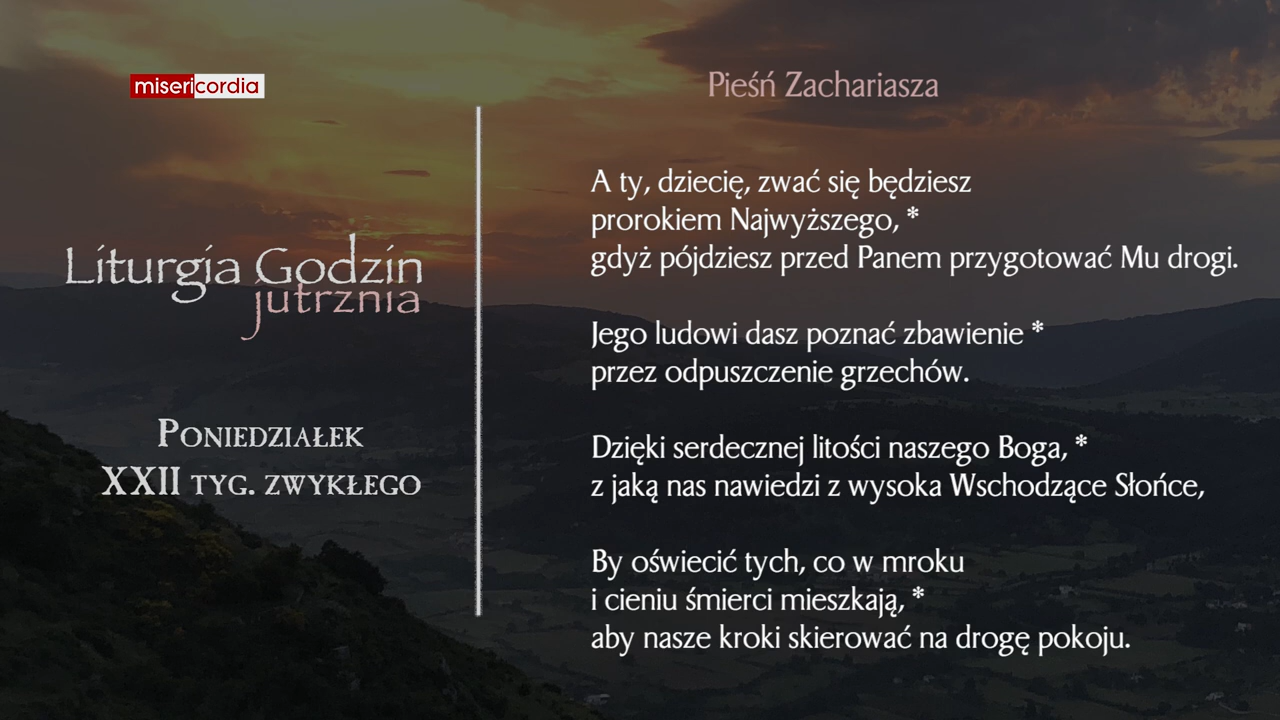 misericordia
Liturgia Godzin
jutrznia
Poniedziałek
XXII tyg. zwykłego
Pieśń Zachariasza
A ty, dziecię, zwać się będziesz
prorokiem Najwyższego, *
gdyż pójdziesz przed Panem przygotować Mu drogi.
Jego ludowi dasz poznać zbawienie *
przez odpuszczenie grzechów.
Dzięki serdecznej litości naszego Boga, *
z jaką nas nawiedzi z wysoka Wschodzące Słońce,
By oświecić tych, co w mroku
i cieniu śmierci mieszkają, *
aby nasze kroki skierować na drogę pokoju.